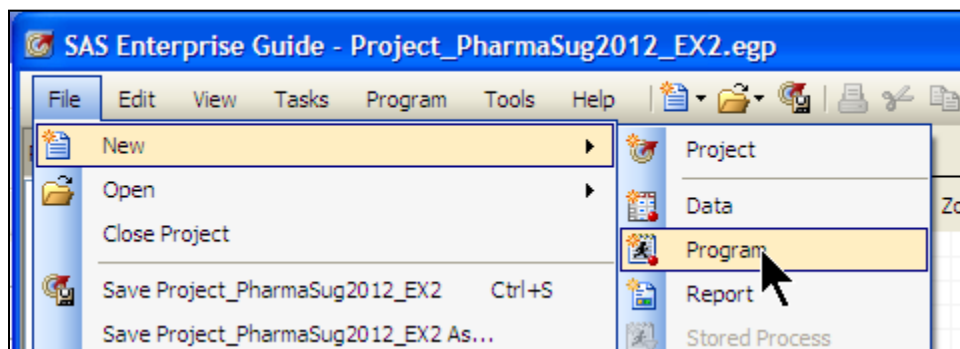 SAS Enterprise Guide - Project_PharmaSug2012_EX2.egp
File Edit View Tasks Program Tools Help
New
Project
Open
Data
Close Project
Program
Save Project_PharmaSug2012_EX2 Ctrl+S
Report
Save Project_PharmaSug2012_EX2 As...
Stored Process